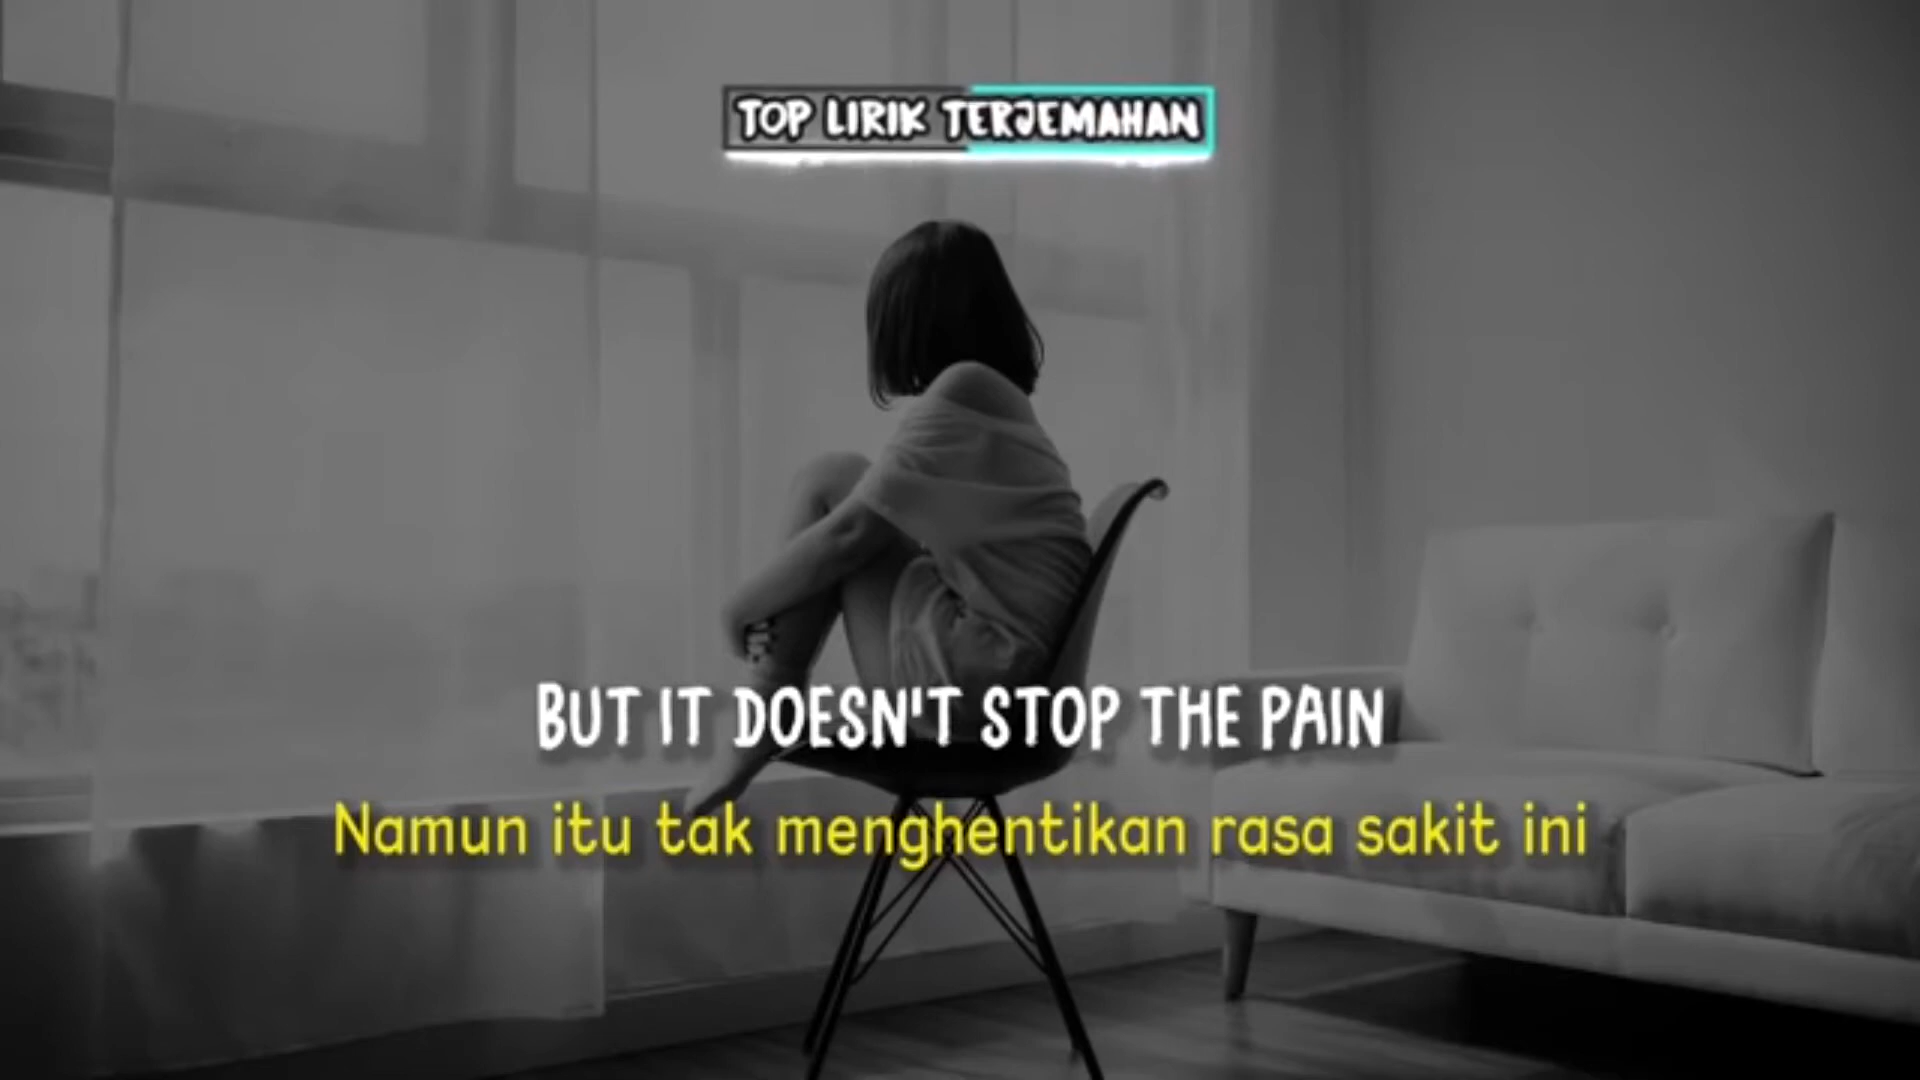 TOP LIRIK TERJEMAHAN
BUT IT DOESN'T STOP THE PAIN
Namun itu tak menghentikan rasa sakit ini